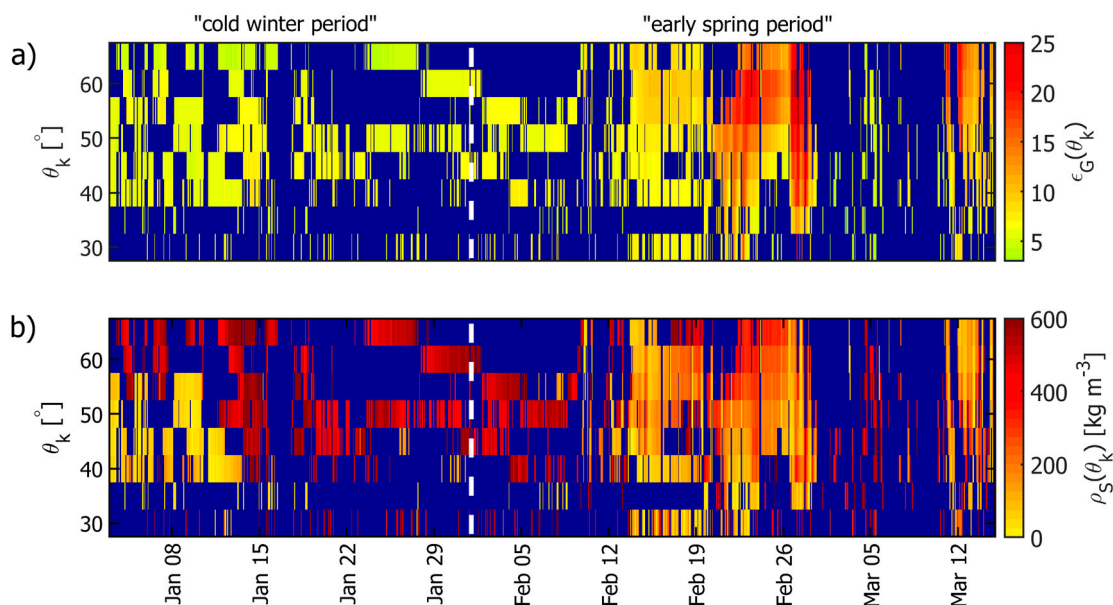 "cold winter period" "early spring period"
a)
θk [°]
60
50
40
30
25
20
15
10
5
ϵG(θk)
b)
θk [°]
60
50
40
30
600
400
200
0
ρS(θk) [kg m-3]
Jan 08 Jan 15 Jan 22 Jan 29 Feb 05 Feb 12 Feb 19 Feb 26 Mar 05 Mar 12